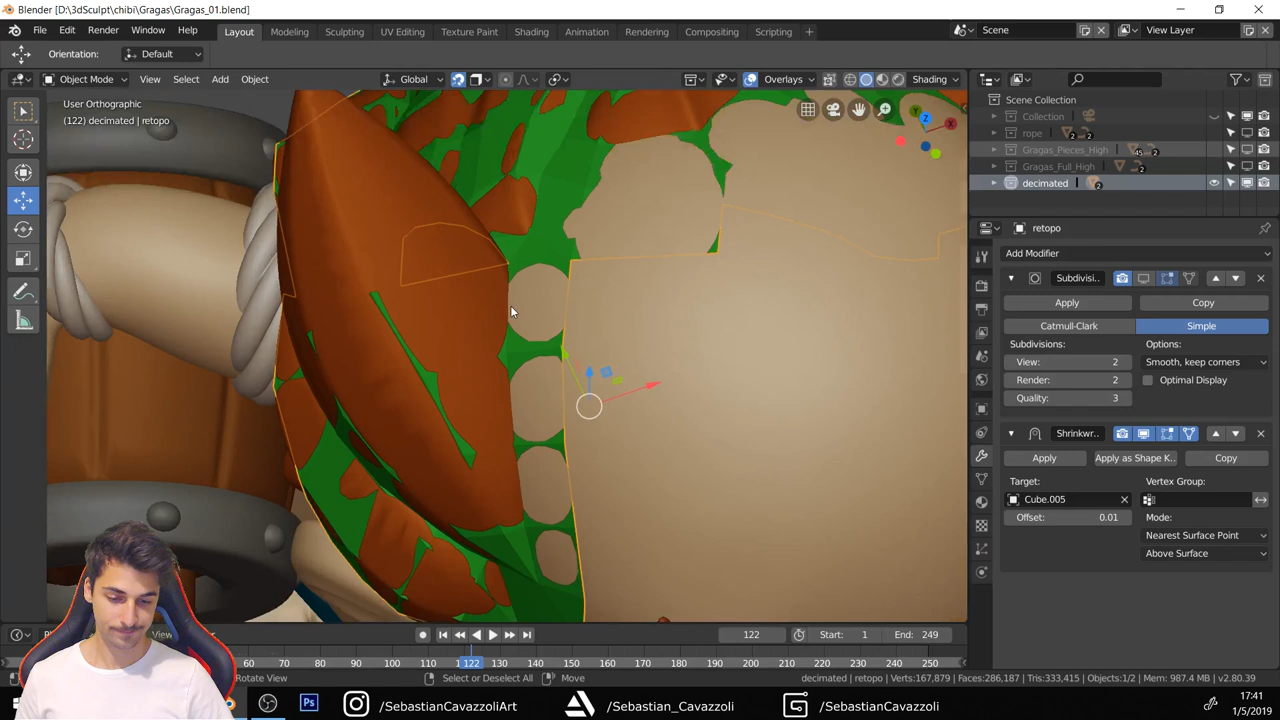 Blender [D:\3dSculpt\chibi\Gragas\Gragas_01.blend]
File Edit Render Window Help Layout Modeling Sculpting UV Editing Texture Paint Shading Animation Rendering Compositing Scripting + Scene View Layer
Orientation: Default
Object Mode View Select Add Object Global Overlays Shading
User Orthographic
(122) decimated | retopo
Scene Collection
Collection
rope 2 2
Gragas_Pieces_High 45 2
Gragas_Full_High 2
decimated 2
retopo
Add Modifier
Subdivisi..
Apply Copy
Catmull-Clark Simple
Subdivisions: Options:
View: 2 Smooth, keep corners
Render: 2 Optimal Display
Quality: 3
Shrinkwr..
Apply Apply as Shape K.. Copy
Target: Vertex Group:
Cube.005
Offset: 0.01 Mode:
Nearest Surface Point
Above Surface
View 122 Start: 1 End: 249
60 70 80 90 100 110 122 130 140 150 160 170 180 190 200 210 220 230 240 250
Rotate View Select or Deselect All Move decimated | retopo | Verts:167,879 | Faces:286,187 | Tris:333,415 | Objects:1/2 | Mem: 987.4 MB | v2.80.39
Ps /SebastianCavazzoliArt /Sebastian_Cavazzoli /SebastianCavazzoli
17:41
1/5/2019